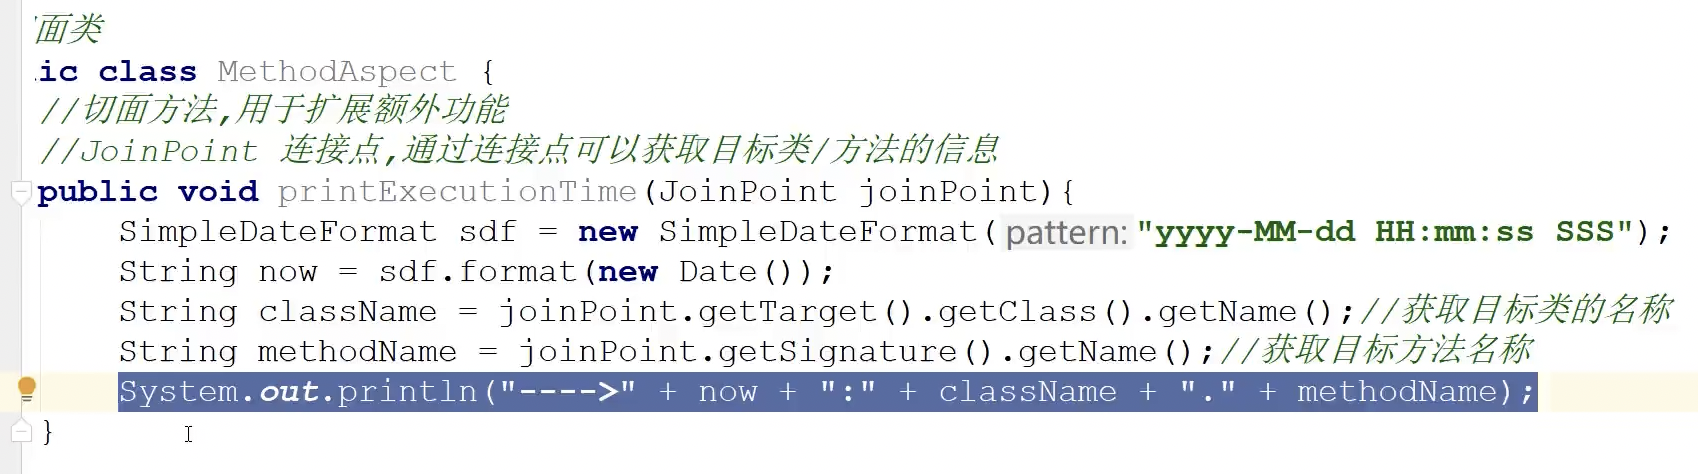 面类
ic class MethodAspect {
//切面方法,用于扩展额外功能
//JoinPoint 连接点,通过连接点可以获取目标类/方法的信息
public void printExecutionTime(JoinPoint joinPoint){
SimpleDateFormat sdf = new SimpleDateFormat( pattern: "yyyy-MM-dd HH:mm:ss SSS");
String now = sdf.format(new Date());
String className = joinPoint.getTarget().getClass().getName();//获取目标类的名称
String methodName = joinPoint.getSignature().getName();//获取目标方法名称
System.out.println("---->" + now + ":" + className + "." + methodName);
}